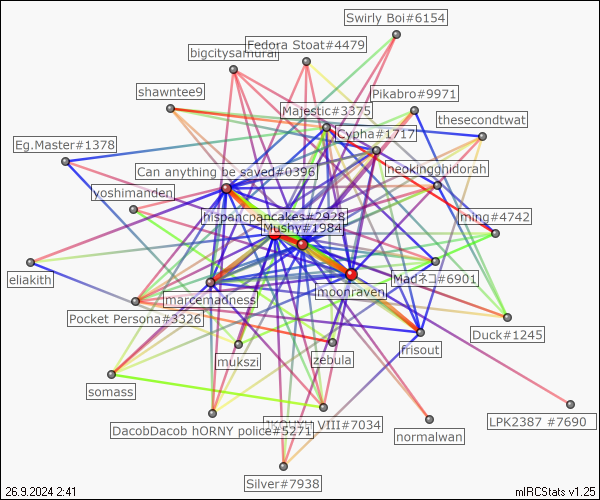 Swirly Boi#6154
Fedora Stoat#4479
bigcitysamurai
shawntee9
Pikabro#9971
Majestic#3375
thesecondtwat
Cypha#1717
Eg.Master#1378
Can anything be saved#0396
neokingghidorah
yoshimanden
hispancpancakes#2928
ming#4742
Mushy#1984
eliakith
Madネコ#6901
moonraven
marcemadness
Pocket Persona#3326
Duck#1245
frisout
mukszi
zebula
somass
LPK2387 #7690
VIII#7034
DacobDacob hORNY police#5271
normalwan
Silver#7938
26.9.2024 2:41
mIRCStats v1.25